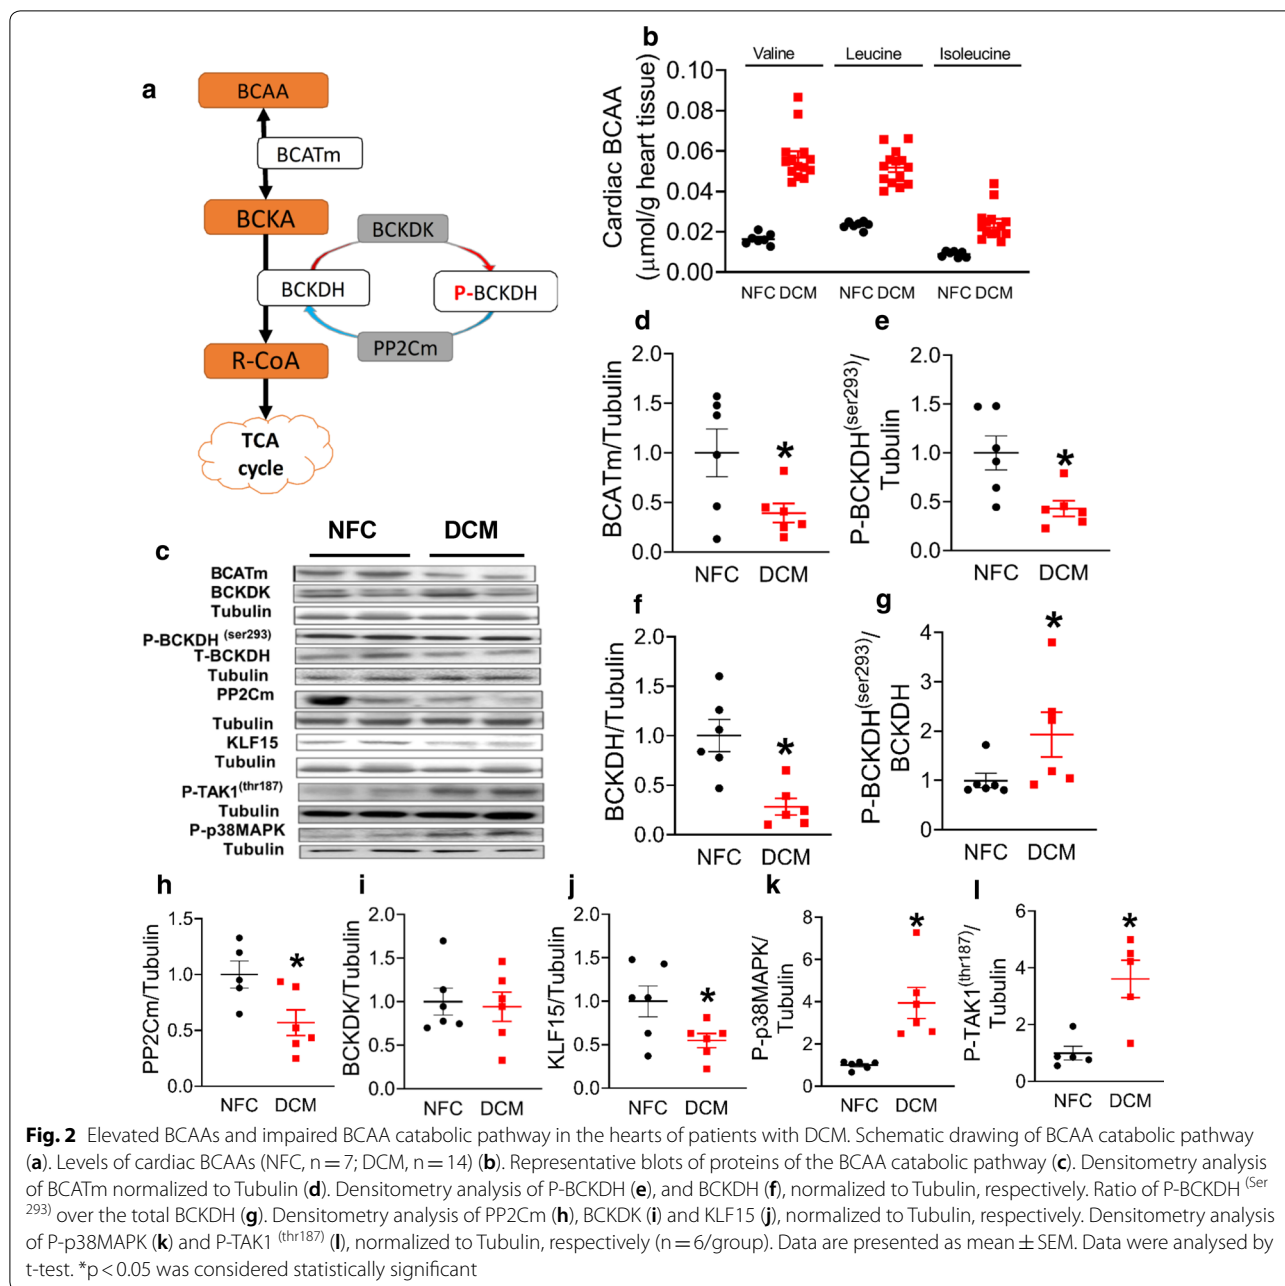 a
BCAA
BCATm
BCKA
BCKDK
BCKDH
P-BCKDH
PP2Cm
R-CoA
TCA
cycle
b
Valine
Leucine
Isoleucine
Cardiac BCAA
(μmol/g heart tissue)
0.10
0.08
0.06
0.04
0.02
0.00
NFC DCM
NFC DCM
NFC DCM
c
NFC
DCM
BCATm
BCKDK
Tubulin
P-BCKDH (ser293)
T-BCKDH
Tubulin
PP2Cm
Tubulin
KLF15
Tubulin
P-TAK1(thr187)
Tubulin
P-p38MAPK
Tubulin
d
BCATm/Tubulin
2.0
1.5
1.0
0.5
0.0
*
NFC
DCM
e
P-BCKDH(ser293)/
Tubulin
2.0
1.5
1.0
0.5
0.0
*
NFC
DCM
f
BCKDH/Tubulin
2.0
1.5
1.0
0.5
0.0
*
NFC
DCM
g
P-BCKDH(ser293)/
BCKDH
4
3
2
1
0
*
NFC
DCM
h
PP2Cm/Tubulin
1.5
1.0
0.5
0.0
*
NFC
DCM
i
BCKDK/Tubulin
2.0
1.5
1.0
0.5
0.0
NFC
DCM
j
KLF15/Tubulin
2.0
1.5
1.0
0.5
0.0
*
NFC
DCM
k
P-p38MAPK/
Tubulin
8
6
4
2
0
*
NFC
DCM
l
P-TAK1(thr187)/
Tubulin
6
4
2
0
*
NFC
DCM
Fig. 2 Elevated BCAAs and impaired BCAA catabolic pathway in the hearts of patients with DCM. Schematic drawing of BCAA catabolic pathway
(a). Levels of cardiac BCAAs (NFC, n = 7; DCM, n = 14) (b). Representative blots of proteins of the BCAA catabolic pathway (c). Densitometry analysis
of BCATm normalized to Tubulin (d). Densitometry analysis of P-BCKDH (e), and BCKDH (f), normalized to Tubulin, respectively. Ratio of P-BCKDH (Ser
293) over the total BCKDH (g). Densitometry analysis of PP2Cm (h), BCKDK (i) and KLF15 (j), normalized to Tubulin, respectively. Densitometry analysis
of P-p38MAPK (k) and P-TAK1 (thr187) (l), normalized to Tubulin, respectively (n = 6/group). Data are presented as mean ± SEM. Data were analysed by
t-test. *p < 0.05 was considered statistically significant